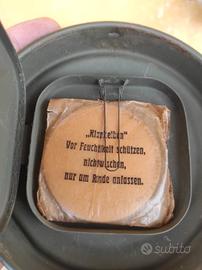 „Klarscheiben"
Vor Feuchtigkeit schützen,
nicht wischen,
nur am Rande anfassen.
subito